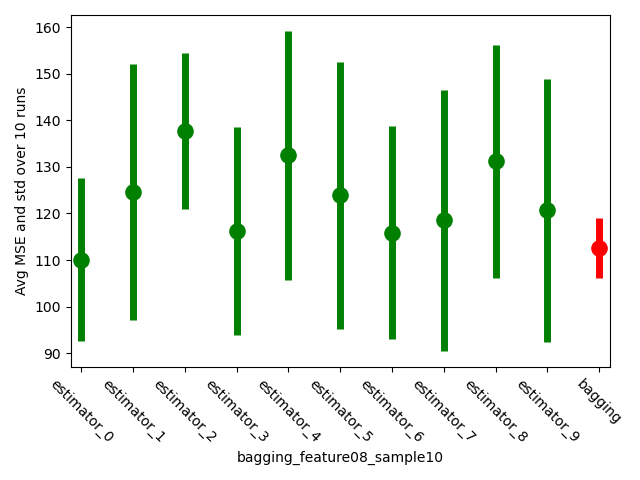 160
150
140
130
120
110
100
90
Avg MSE and std over 10 runs
estimator_0
estimator_1
estimator_2
estimator_3
estimator_4
estimator_5
estimator_6
estimator_7
estimator_8
estimator_9
bagging
bagging_feature08_sample10